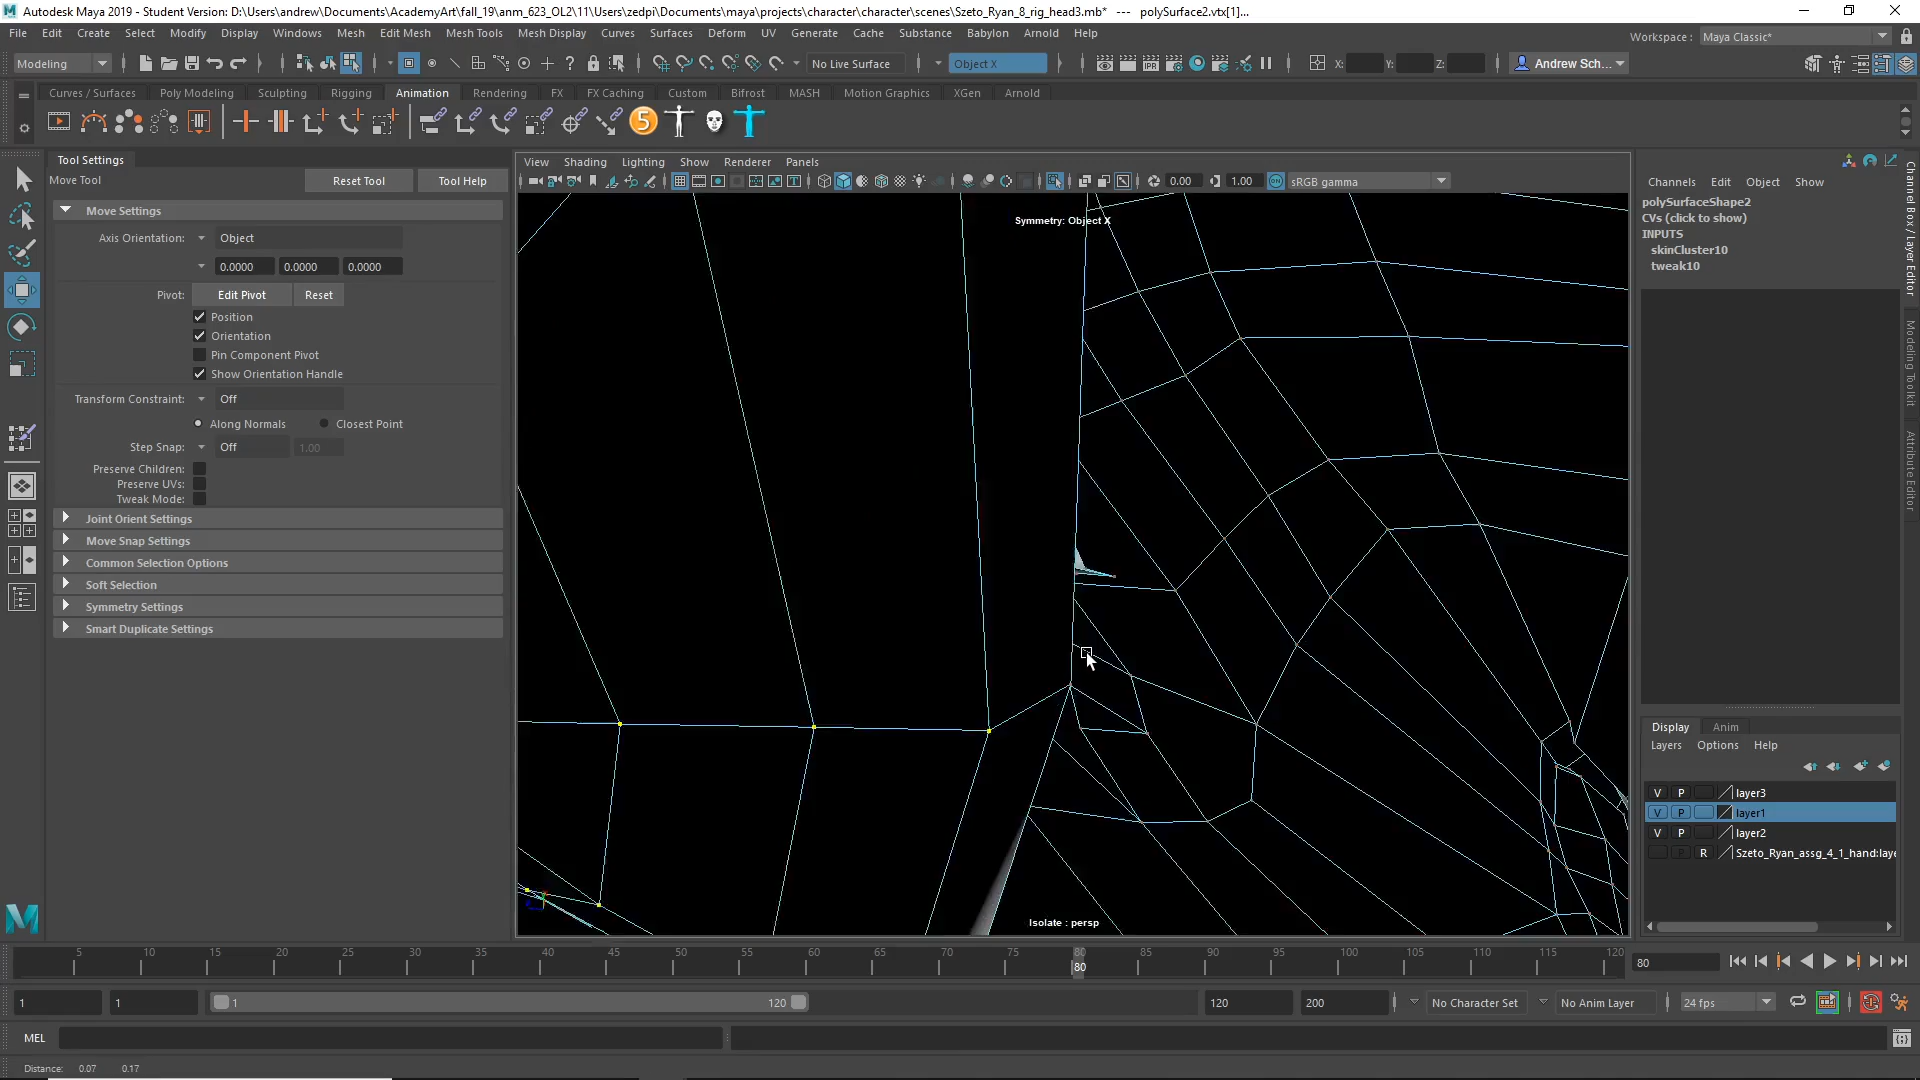 Autodesk Maya 2019 - Student Version: D:\Users\andrew\Documents\AcademyArt\fall_19\anm_623_OL2\11\Users\zedpi\Documents\maya\projects\character\character\scenes\Szeto_Ryan_8_rig_head3.mb* --- polySurface2.vtx[1]...
File Edit Create Select Modify Display Windows Mesh Edit Mesh Mesh Tools Mesh Display Curves Surfaces Deform UV Generate Cache Substance Babylon Arnold Help
Workspace : Maya Classic*
Modeling No Live Surface Object X X: Y: Z: Andrew Sch...
Curves / Surfaces Poly Modeling Sculpting Rigging Animation Rendering FX FX Caching Custom Bifrost MASH Motion Graphics XGen Arnold
5
Tool Settings
Move Tool Reset Tool Tool Help
Move Settings
Axis Orientation: Object
0.0000 0.0000 0.0000
Pivot: Edit Pivot Reset
Position
Orientation
Pin Component Pivot
Show Orientation Handle
Transform Constraint: Off
Along Normals Closest Point
Step Snap: Off 1.00
Preserve Children:
Preserve UVs:
Tweak Mode:
Joint Orient Settings
Move Snap Settings
Common Selection Options
Soft Selection
Symmetry Settings
Smart Duplicate Settings
View Shading Lighting Show Renderer Panels
0.00 1.00 ON sRGB gamma
Symmetry: Object X
Isolate : persp
Channels Edit Object Show
polySurfaceShape2
CVs (click to show)
INPUTS
skinCluster10
tweak10
Channel Box / Layer Editor
Modeling Toolkit
Attribute Editor
Display Anim
Layers Options Help
V P layer3
V P layer1
V P layer2
P R Szeto_Ryan_assg_4_1_hand:laye
5 10 15 20 25 30 35 40 45 50 55 60 65 70 75 80 85 90 95 100 105 110 115 120
80
80
1 1 1 120 120 200 No Character Set No Anim Layer 24 fps
MEL
Distance: 0.07 0.17